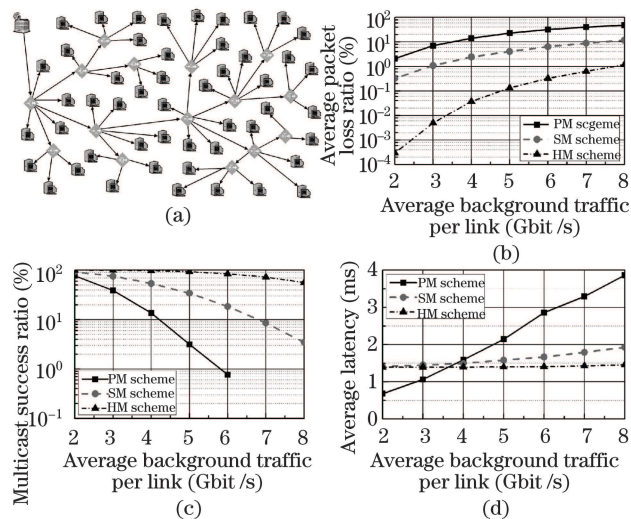 (a)
Average packet
loss ratio (%)
10²
10¹
10⁰
10⁻¹
10⁻²
10⁻³
10⁻⁴
PM scgeme
SM scheme
HM scheme
2 3 4 5 6 7 8
Average background traffic
per link (Gbit /s)
(b)
Multicast success ratio (%)
10²
10¹
10⁰
10⁻¹
PM scheme
SM scheme
HM scheme
2 3 4 5 6 7 8
Average background traffic
per link (Gbit /s)
(c)
Average latency (ms)
4
3
2
1
0
PM scheme
SM scheme
HM scheme
2 3 4 5 6 7 8
Average background traffic
per link (Gbit /s)
(d)